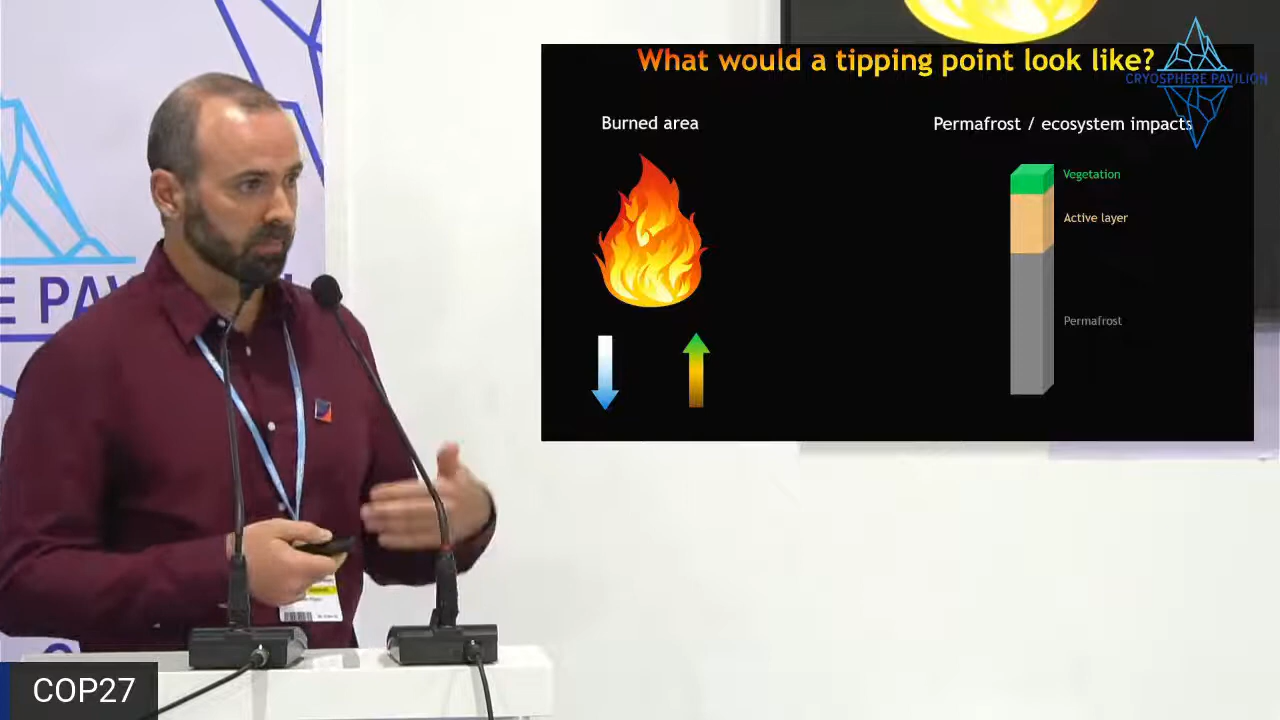 What would a tipping point look like?
CRYOSPHERE PAVILION
Burned area
Permafrost / ecosystem impacts
Vegetation
Active layer
Permafrost
E PAV
COP27